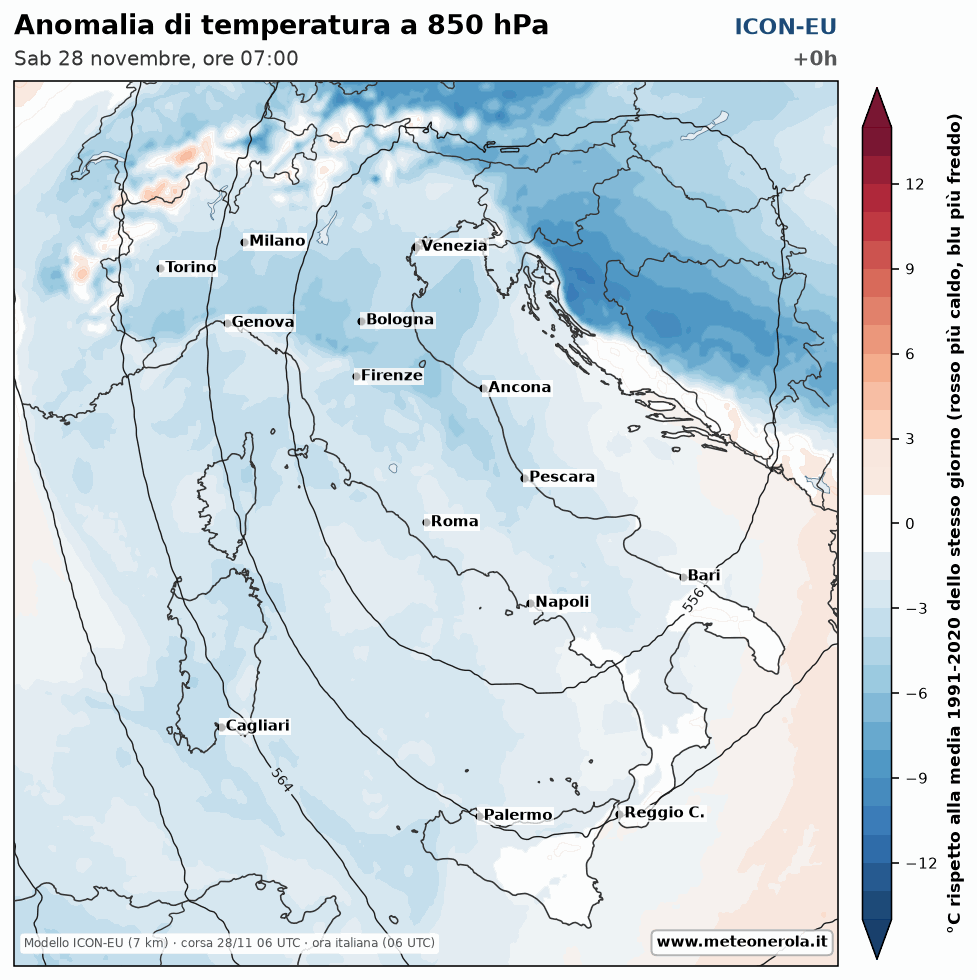 Anomalia di temperatura a 850 hPa
ICON-EU
Sab 28 novembre, ore 07:00
+0h
Milano
Venezia
Torino
Genova
Bologna
Firenze
Ancona
Pescara
Roma
Bari
556
Napoli
Cagliari
564
Palermo
Reggio C.
12
9
6
3
0
−3
−6
−9
−12
°C rispetto alla media 1991-2020 dello stesso giorno (rosso più caldo, blu più freddo)
Modello ICON-EU (7 km) · corsa 28/11 06 UTC · ora italiana (06 UTC)
www.meteonerola.it